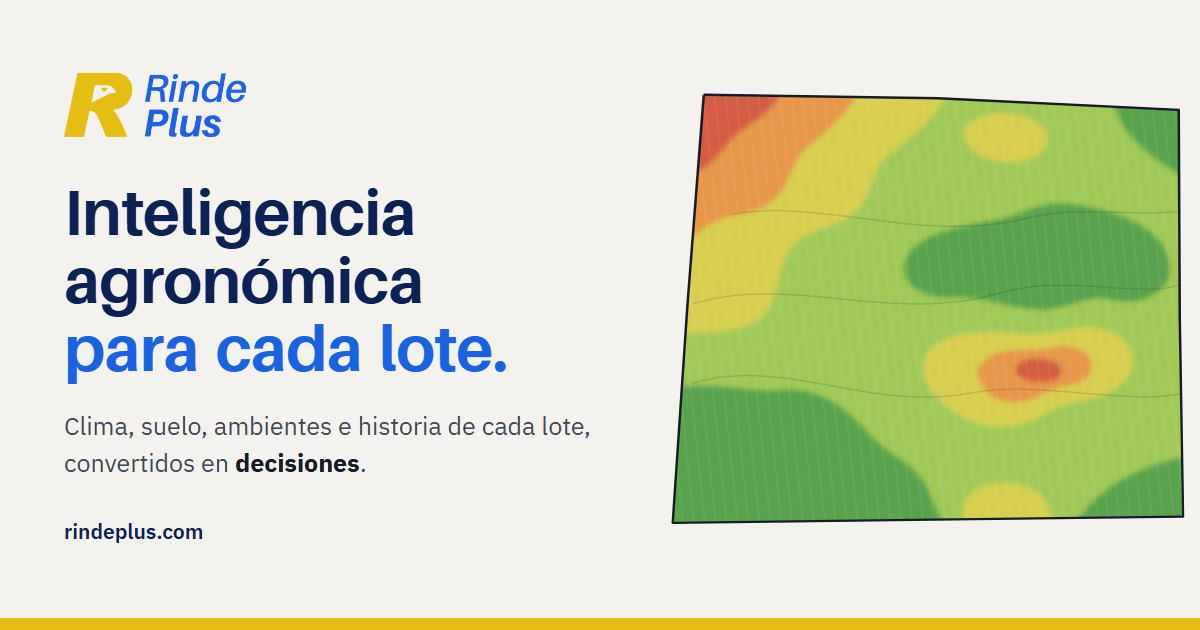 Rinde
Plus
Inteligencia
agronómica
para cada lote.
Clima, suelo, ambientes e historia de cada lote,
convertidos en decisiones.
rindeplus.com